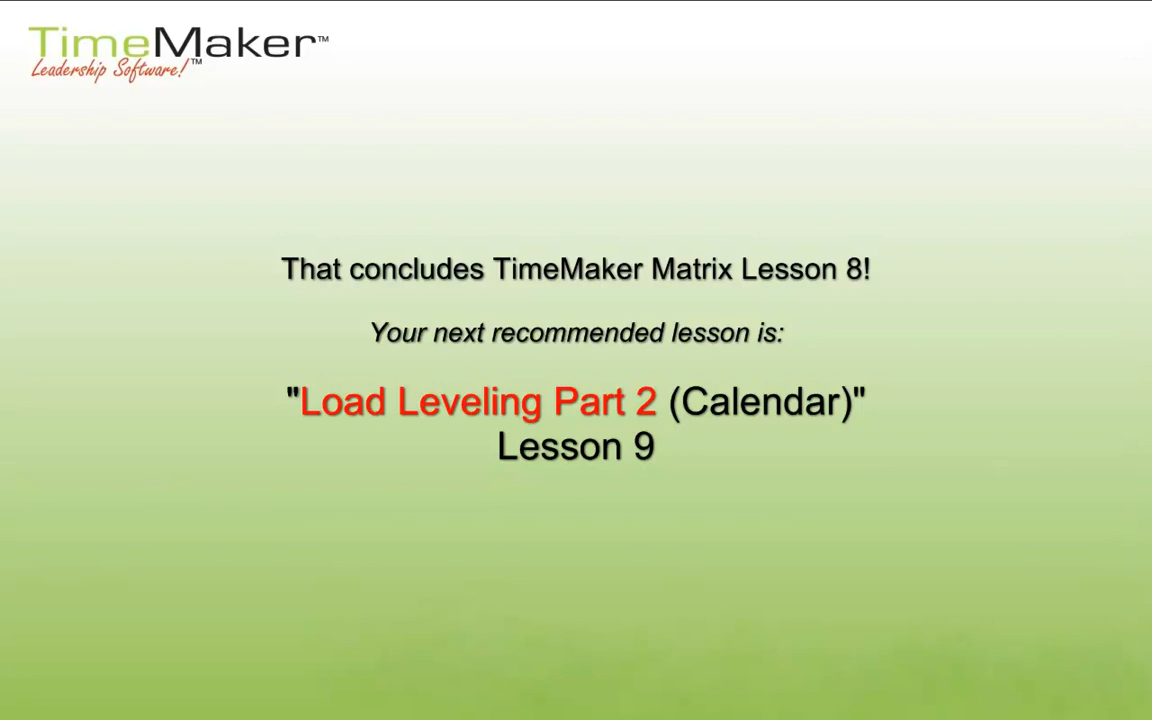 TimeMaker™
Leadership Software!™
That concludes TimeMaker Matrix Lesson 8!
Your next recommended lesson is:
"Load Leveling Part 2 (Calendar)"
Lesson 9